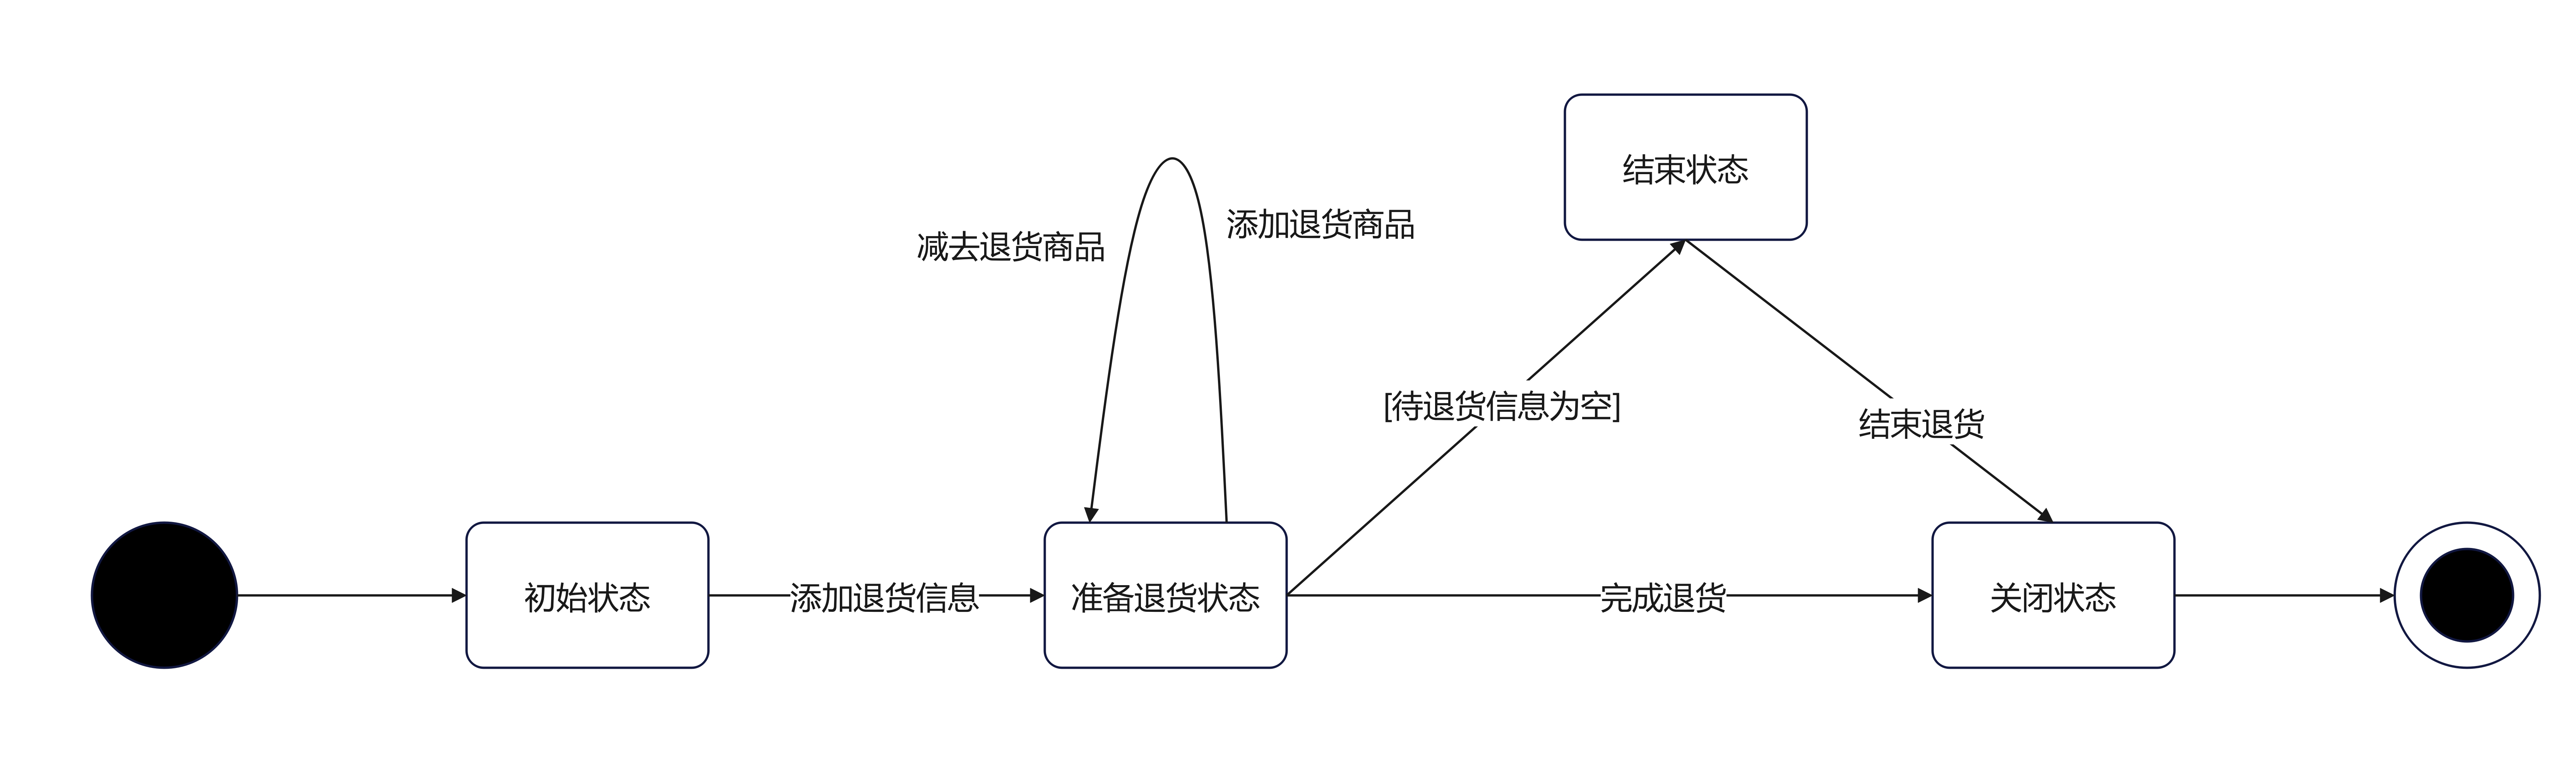 结束状态
添加退货商品
减去退货商品
[待退货信息为空]
结束退货
初始状态
添加退货信息
准备退货状态
完成退货
关闭状态